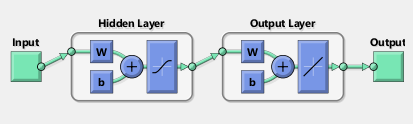 Hidden Layer
Output Layer
Input
Output
W
W
b
b